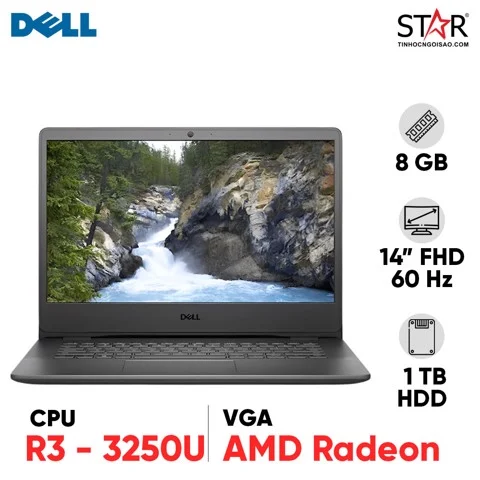 DELL
STAR
TINHOCNGOISAO.COM
8 GB
14” FHD
60 Hz
DELL
1 TB
HDD
CPU
R3 - 3250U
VGA
AMD Radeon